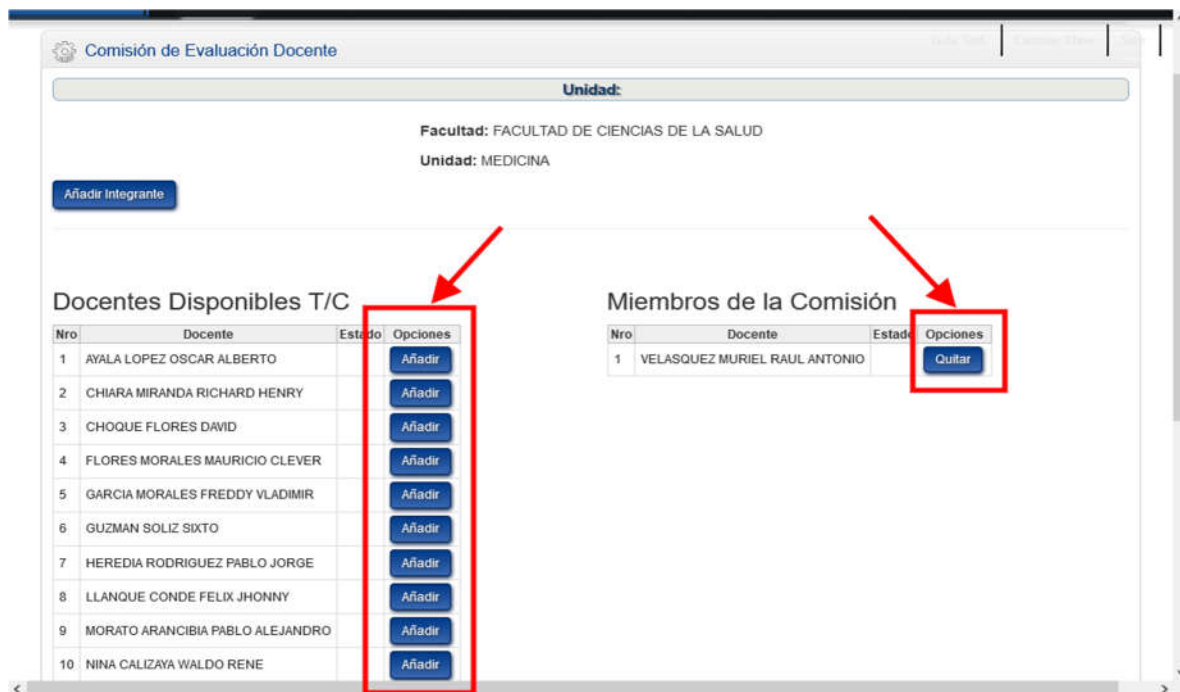 Comisión de Evaluación Docente
Unidad:
Facultad: FACULTAD DE CIENCIAS DE LA SALUD
Unidad: MEDICINA
Añadir Integrante
Docentes Disponibles T/C
Nro Docente Estado Opciones
1 AYALA LOPEZ OSCAR ALBERTO Añadir
2 CHIARA MIRANDA RICHARD HENRY Añadir
3 CHOQUE FLORES DAVID Añadir
4 FLORES MORALES MAURICIO CLEVER Añadir
5 GARCIA MORALES FREDDY VLADIMIR Añadir
6 GUZMAN SOLIZ SIXTO Añadir
7 HEREDIA RODRIGUEZ PABLO JORGE Añadir
8 LLANQUE CONDE FELIX JHONNY Añadir
9 MORATO ARANCIBIA PABLO ALEJANDRO Añadir
10 NINA CALIZAYA WALDO RENE Añadir
Miembros de la Comisión
Nro Docente Estado Opciones
1 VELASQUEZ MURIEL RAUL ANTONIO Quitar